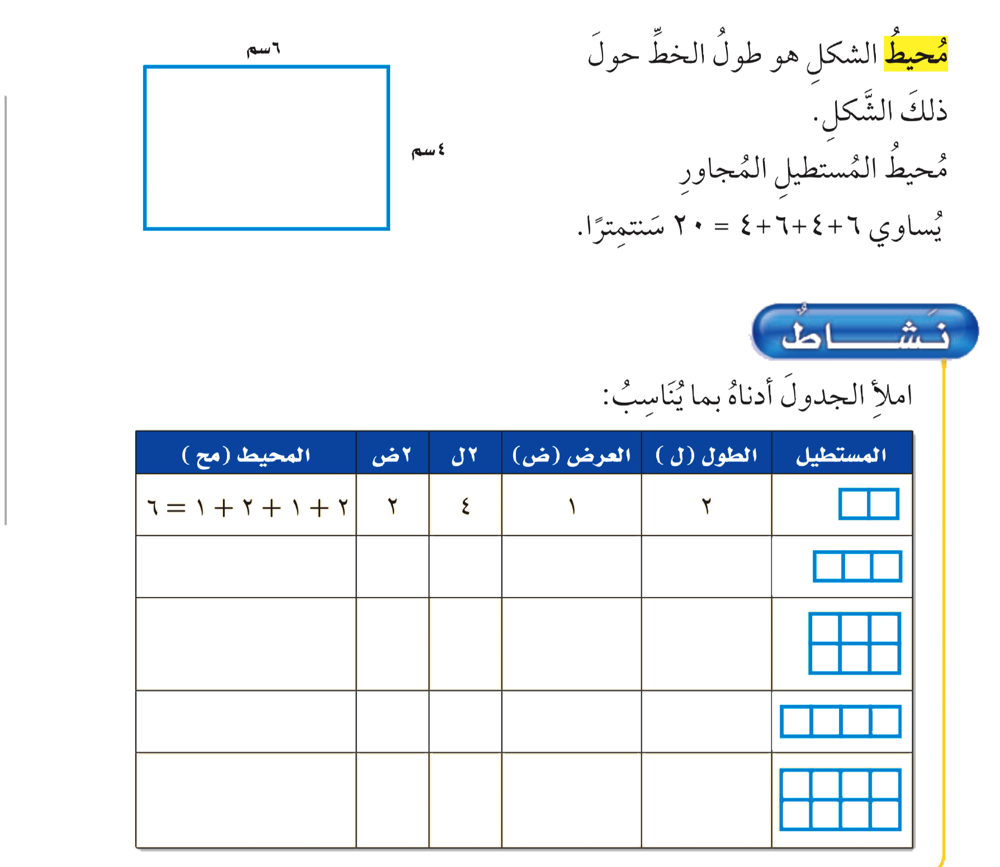 مُحيطُ الشكلِ هو طولُ الخطِّ حولَ
ذلكَ الشَّكلِ.
مُحيطُ المُستطيلِ المُجاورِ
يُساوي ٦+٤+٦+٤ = ٢٠ سَنتمِترًا.
٦سم
٤سم
نَشاطٌ
املأِ الجدولَ أدناهُ بما يُنَاسِبُ:
المستطيل الطول (ل) العرض (ض) ٢ل ٢ض المحيط (مح)
٢ ١ ٤ ٢ ٢ + ١ + ٢ + ١ = ٦